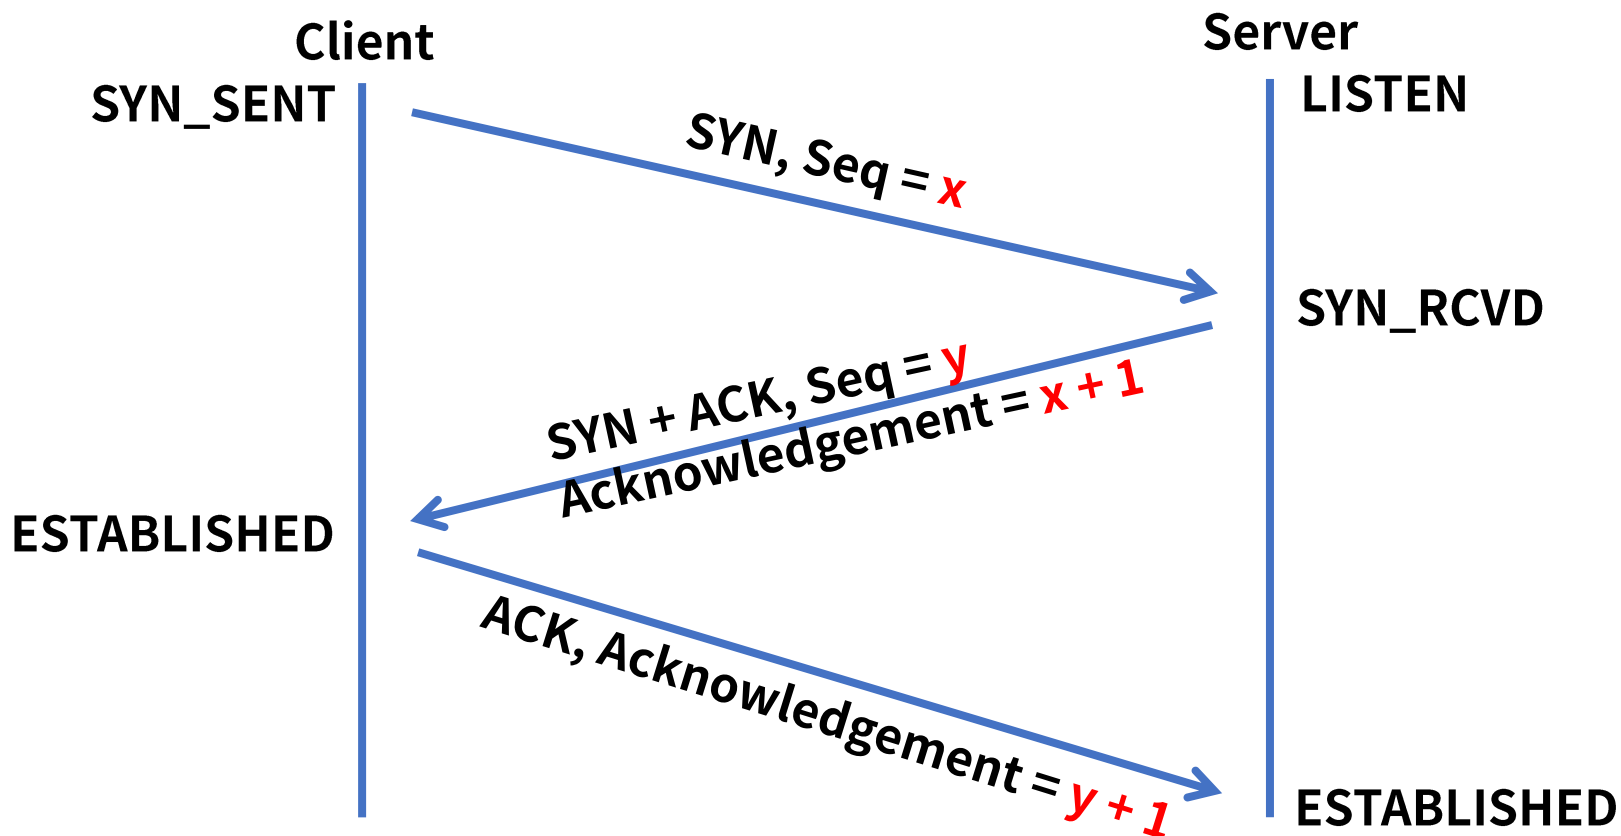 Client
Server
SYN_SENT
LISTEN
SYN, Seq = x
SYN_RCVD
SYN + ACK, Seq = y
Acknowledgement = x + 1
ESTABLISHED
ACK, Acknowledgement = y + 1
ESTABLISHED